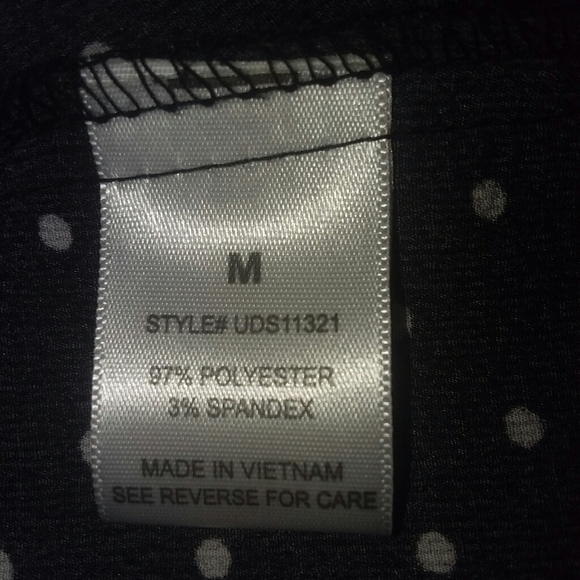 M
STYLE# UDS11321
97% POLYESTER
3% SPANDEX
MADE IN VIETNAM
SEE REVERSE FOR CARE